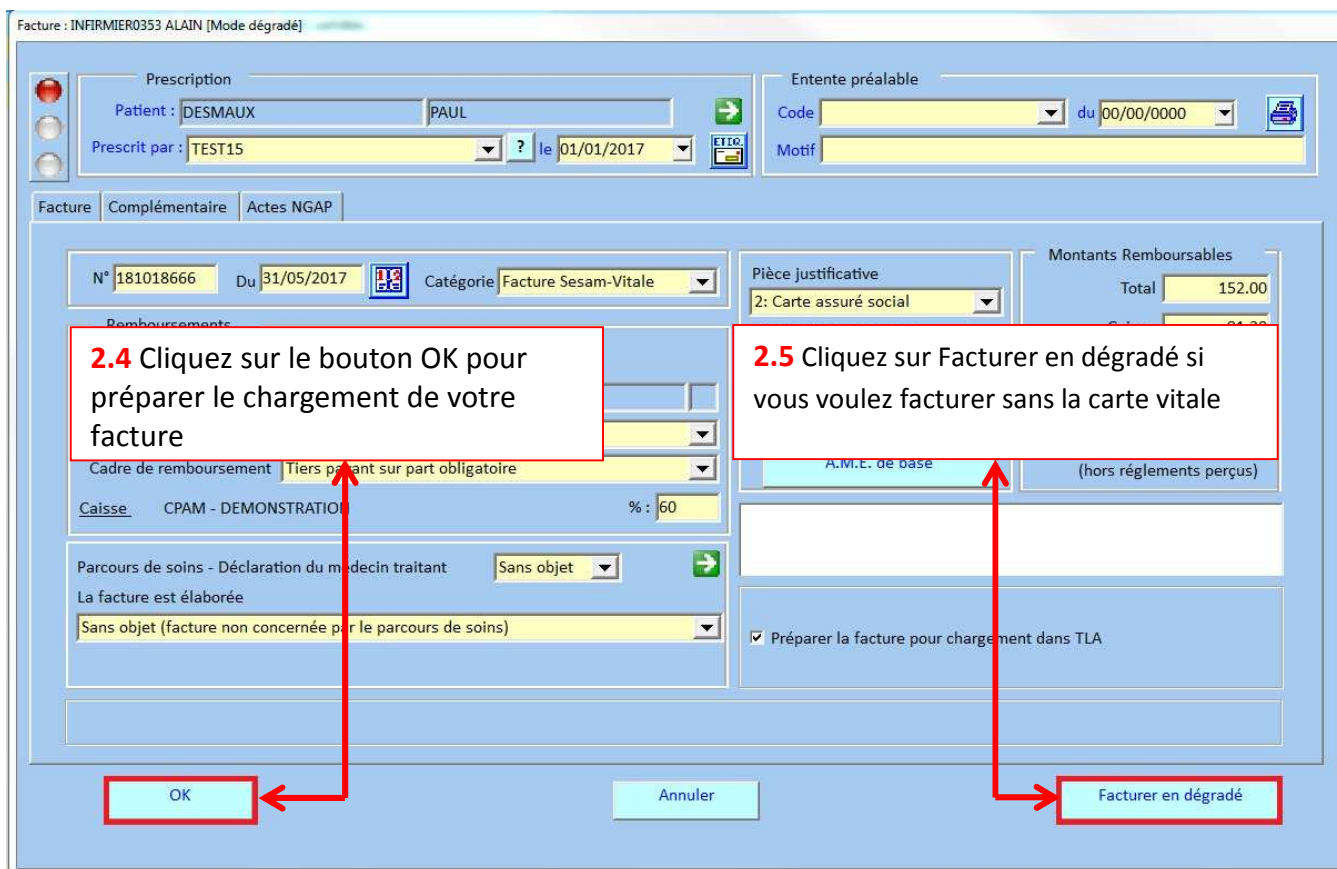 Facture : INFIRMIER0353 ALAIN [Mode dégradé]
Prescription
Patient : DESMAUX PAUL
Prescrit par : TEST15 ? le 01/01/2017 ETIQ.
Entente préalable
Code du 00/00/0000
Motif
Facture Complémentaire Actes NGAP
N° 181018666 Du 31/05/2017 Catégorie Facture Sesam-Vitale
Pièce justificative
2: Carte assuré social
Montants Remboursables
Total 152.00
Remboursements
2.4 Cliquez sur le bouton OK pour
préparer le chargement de votre
facture
2.5 Cliquez sur Facturer en dégradé si
vous voulez facturer sans la carte vitale
Cadre de remboursement Tiers payant sur part obligatoire
A.M.E. de base
(hors réglements perçus)
Caisse CPAM - DEMONSTRATION % : 60
Parcours de soins - Déclaration du médecin traitant Sans objet
La facture est élaborée
Sans objet (facture non concernée par le parcours de soins)
Préparer la facture pour chargement dans TLA
OK Annuler Facturer en dégradé